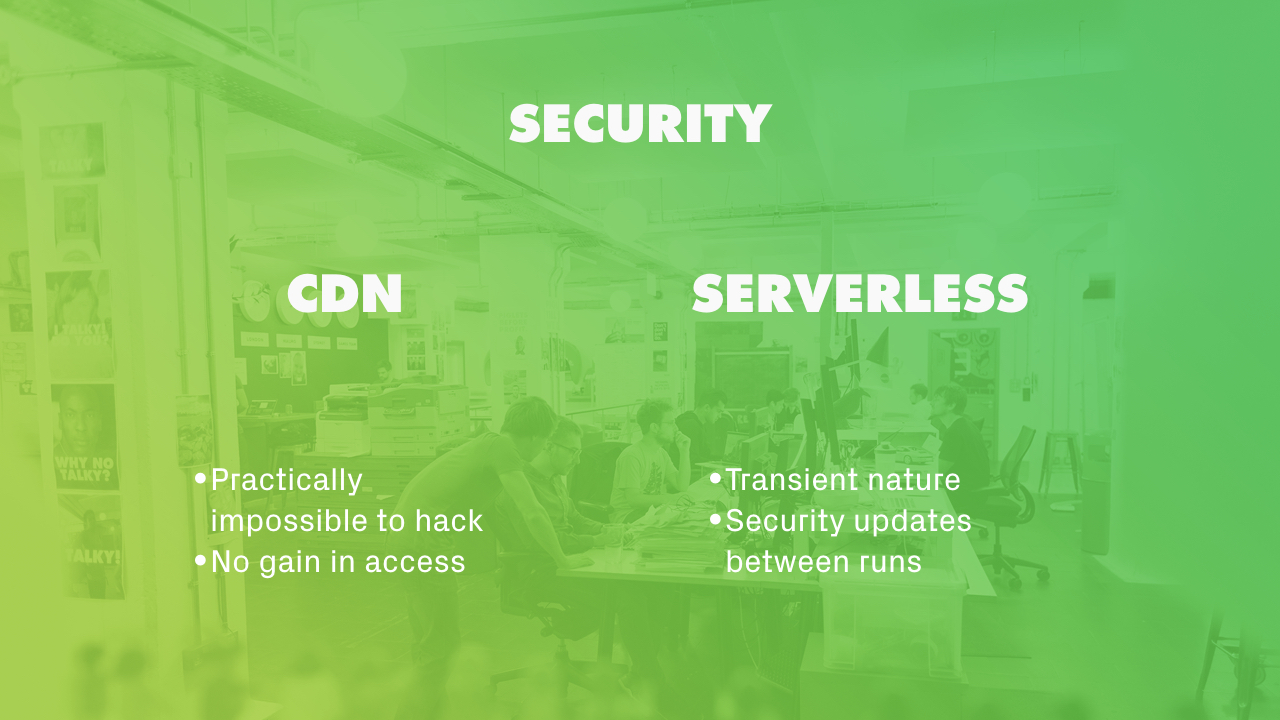 SECURITY
CDN
•Practically
impossible to hack
•No gain in access
SERVERLESS
•Transient nature
•Security updates
between runs
WHY NO
TALKY?
TALKY!